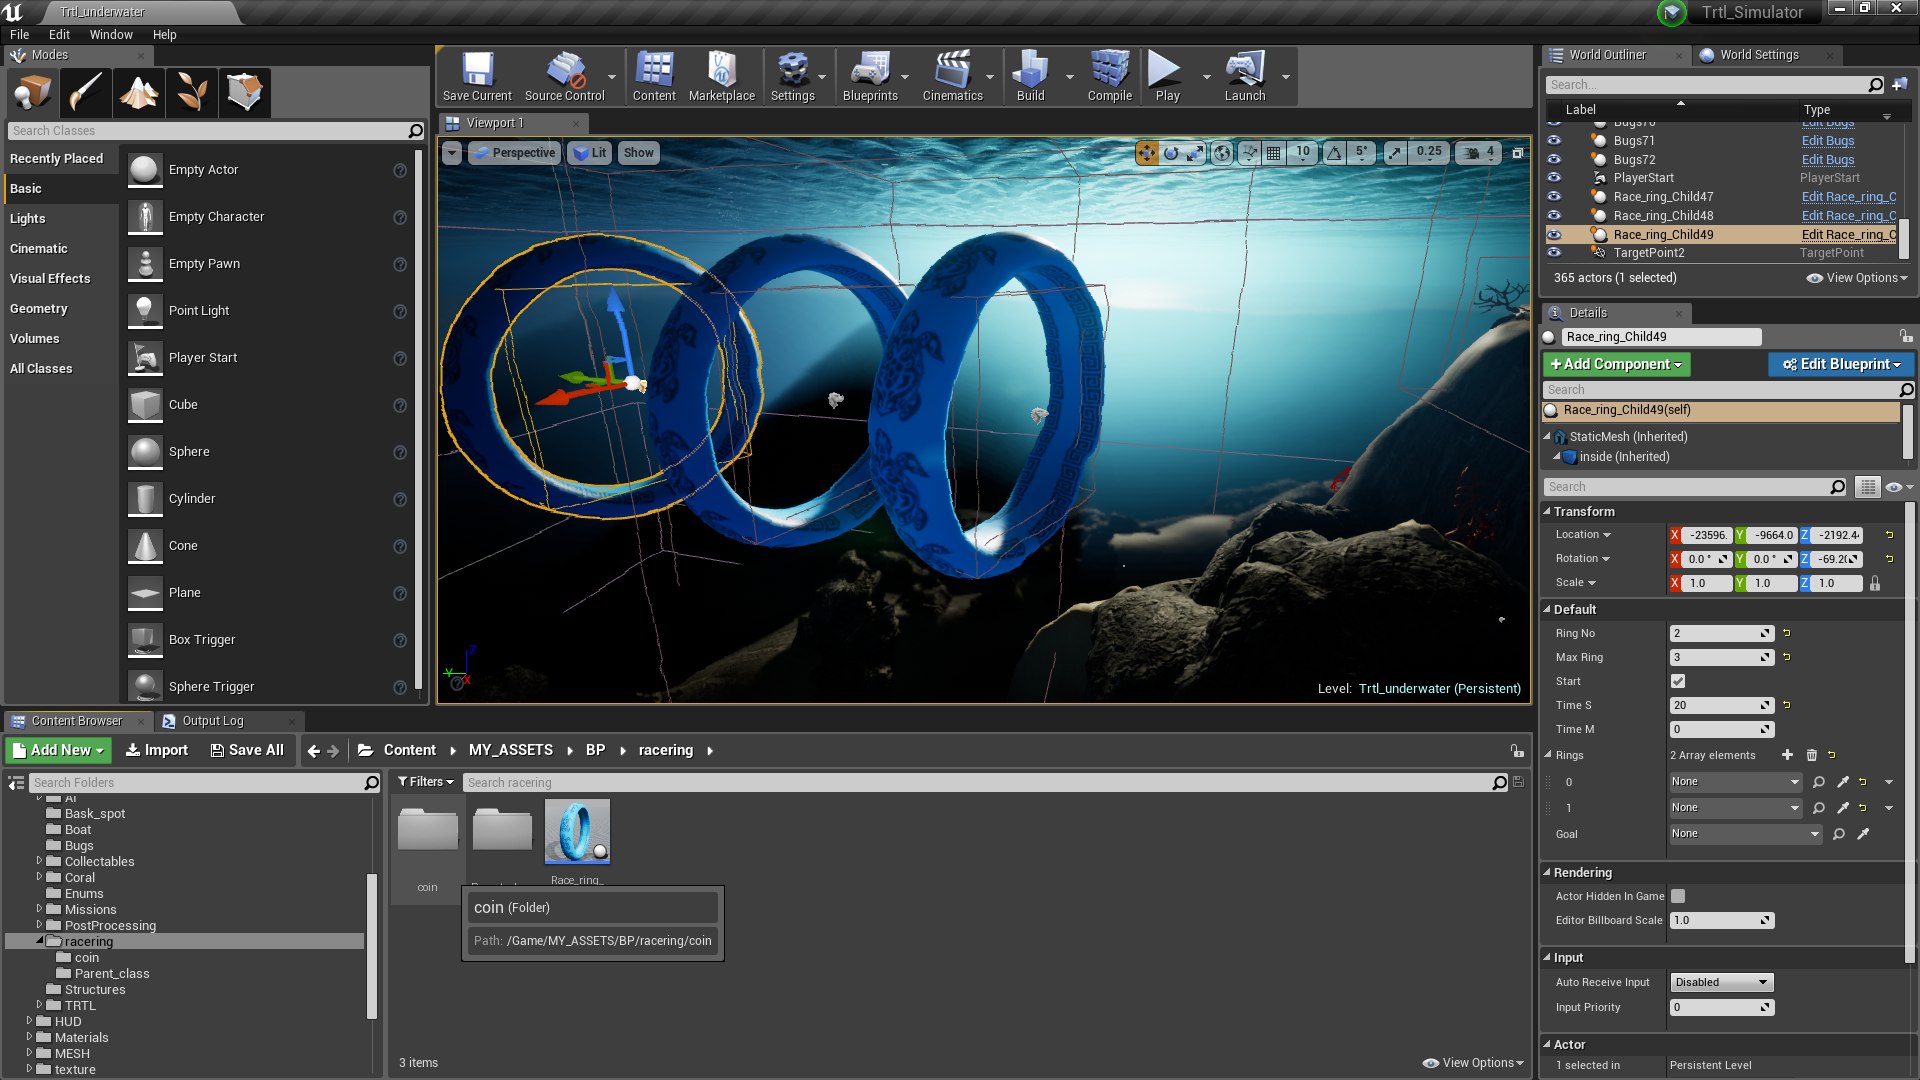 Trtl_underwater
Trtl_Simulator
File Edit Window Help
Modes
Search Classes
Recently Placed
Basic
Lights
Cinematic
Visual Effects
Geometry
Volumes
All Classes
Empty Actor
Empty Character
Empty Pawn
Point Light
Player Start
Cube
Sphere
Cylinder
Cone
Plane
Box Trigger
Sphere Trigger
Save Current
Source Control
Content
Marketplace
Settings
Blueprints
Cinematics
Build
Compile
Play
Launch
Viewport 1
Perspective Lit Show
10 5° 0.25 4
Level: Trtl_underwater (Persistent)
World Outliner World Settings
Search...
Label Type
Bugs70 Edit Bugs
Bugs71 Edit Bugs
Bugs72 Edit Bugs
PlayerStart PlayerStart
Race_ring_Child47 Edit Race_ring_C
Race_ring_Child48 Edit Race_ring_C
Race_ring_Child49 Edit Race_ring_C
TargetPoint2 TargetPoint
365 actors (1 selected) View Options
Details
Race_ring_Child49
+Add Component Edit Blueprint
Search
Race_ring_Child49(self)
StaticMesh (Inherited)
inside (Inherited)
Search
Transform
Location X -23596. Y -9664.0 Z -2192.4
Rotation X 0.0 ° Y 0.0 ° Z -69.20
Scale X 1.0 Y 1.0 Z 1.0
Default
Ring No 2
Max Ring 3
Start
Time S 20
Time M 0
Rings 2 Array elements
0 None
1 None
Goal None
Rendering
Actor Hidden In Game
Editor Billboard Scale 1.0
Input
Auto Receive Input Disabled
Input Priority 0
Actor
1 selected in Persistent Level
Content Browser Output Log
Add New Import Save All Content MY_ASSETS BP racering
Search Folders
AI
Bask_spot
Boat
Bugs
Collectables
Coral
Enums
Missions
PostProcessing
racering
coin
Parent_class
Structures
TRTL
HUD
Materials
MESH
texture
Filters Search racering
coin
Race_ring_
coin (Folder)
Path: /Game/MY_ASSETS/BP/racering/coin
3 items
View Options
Z
Y
X